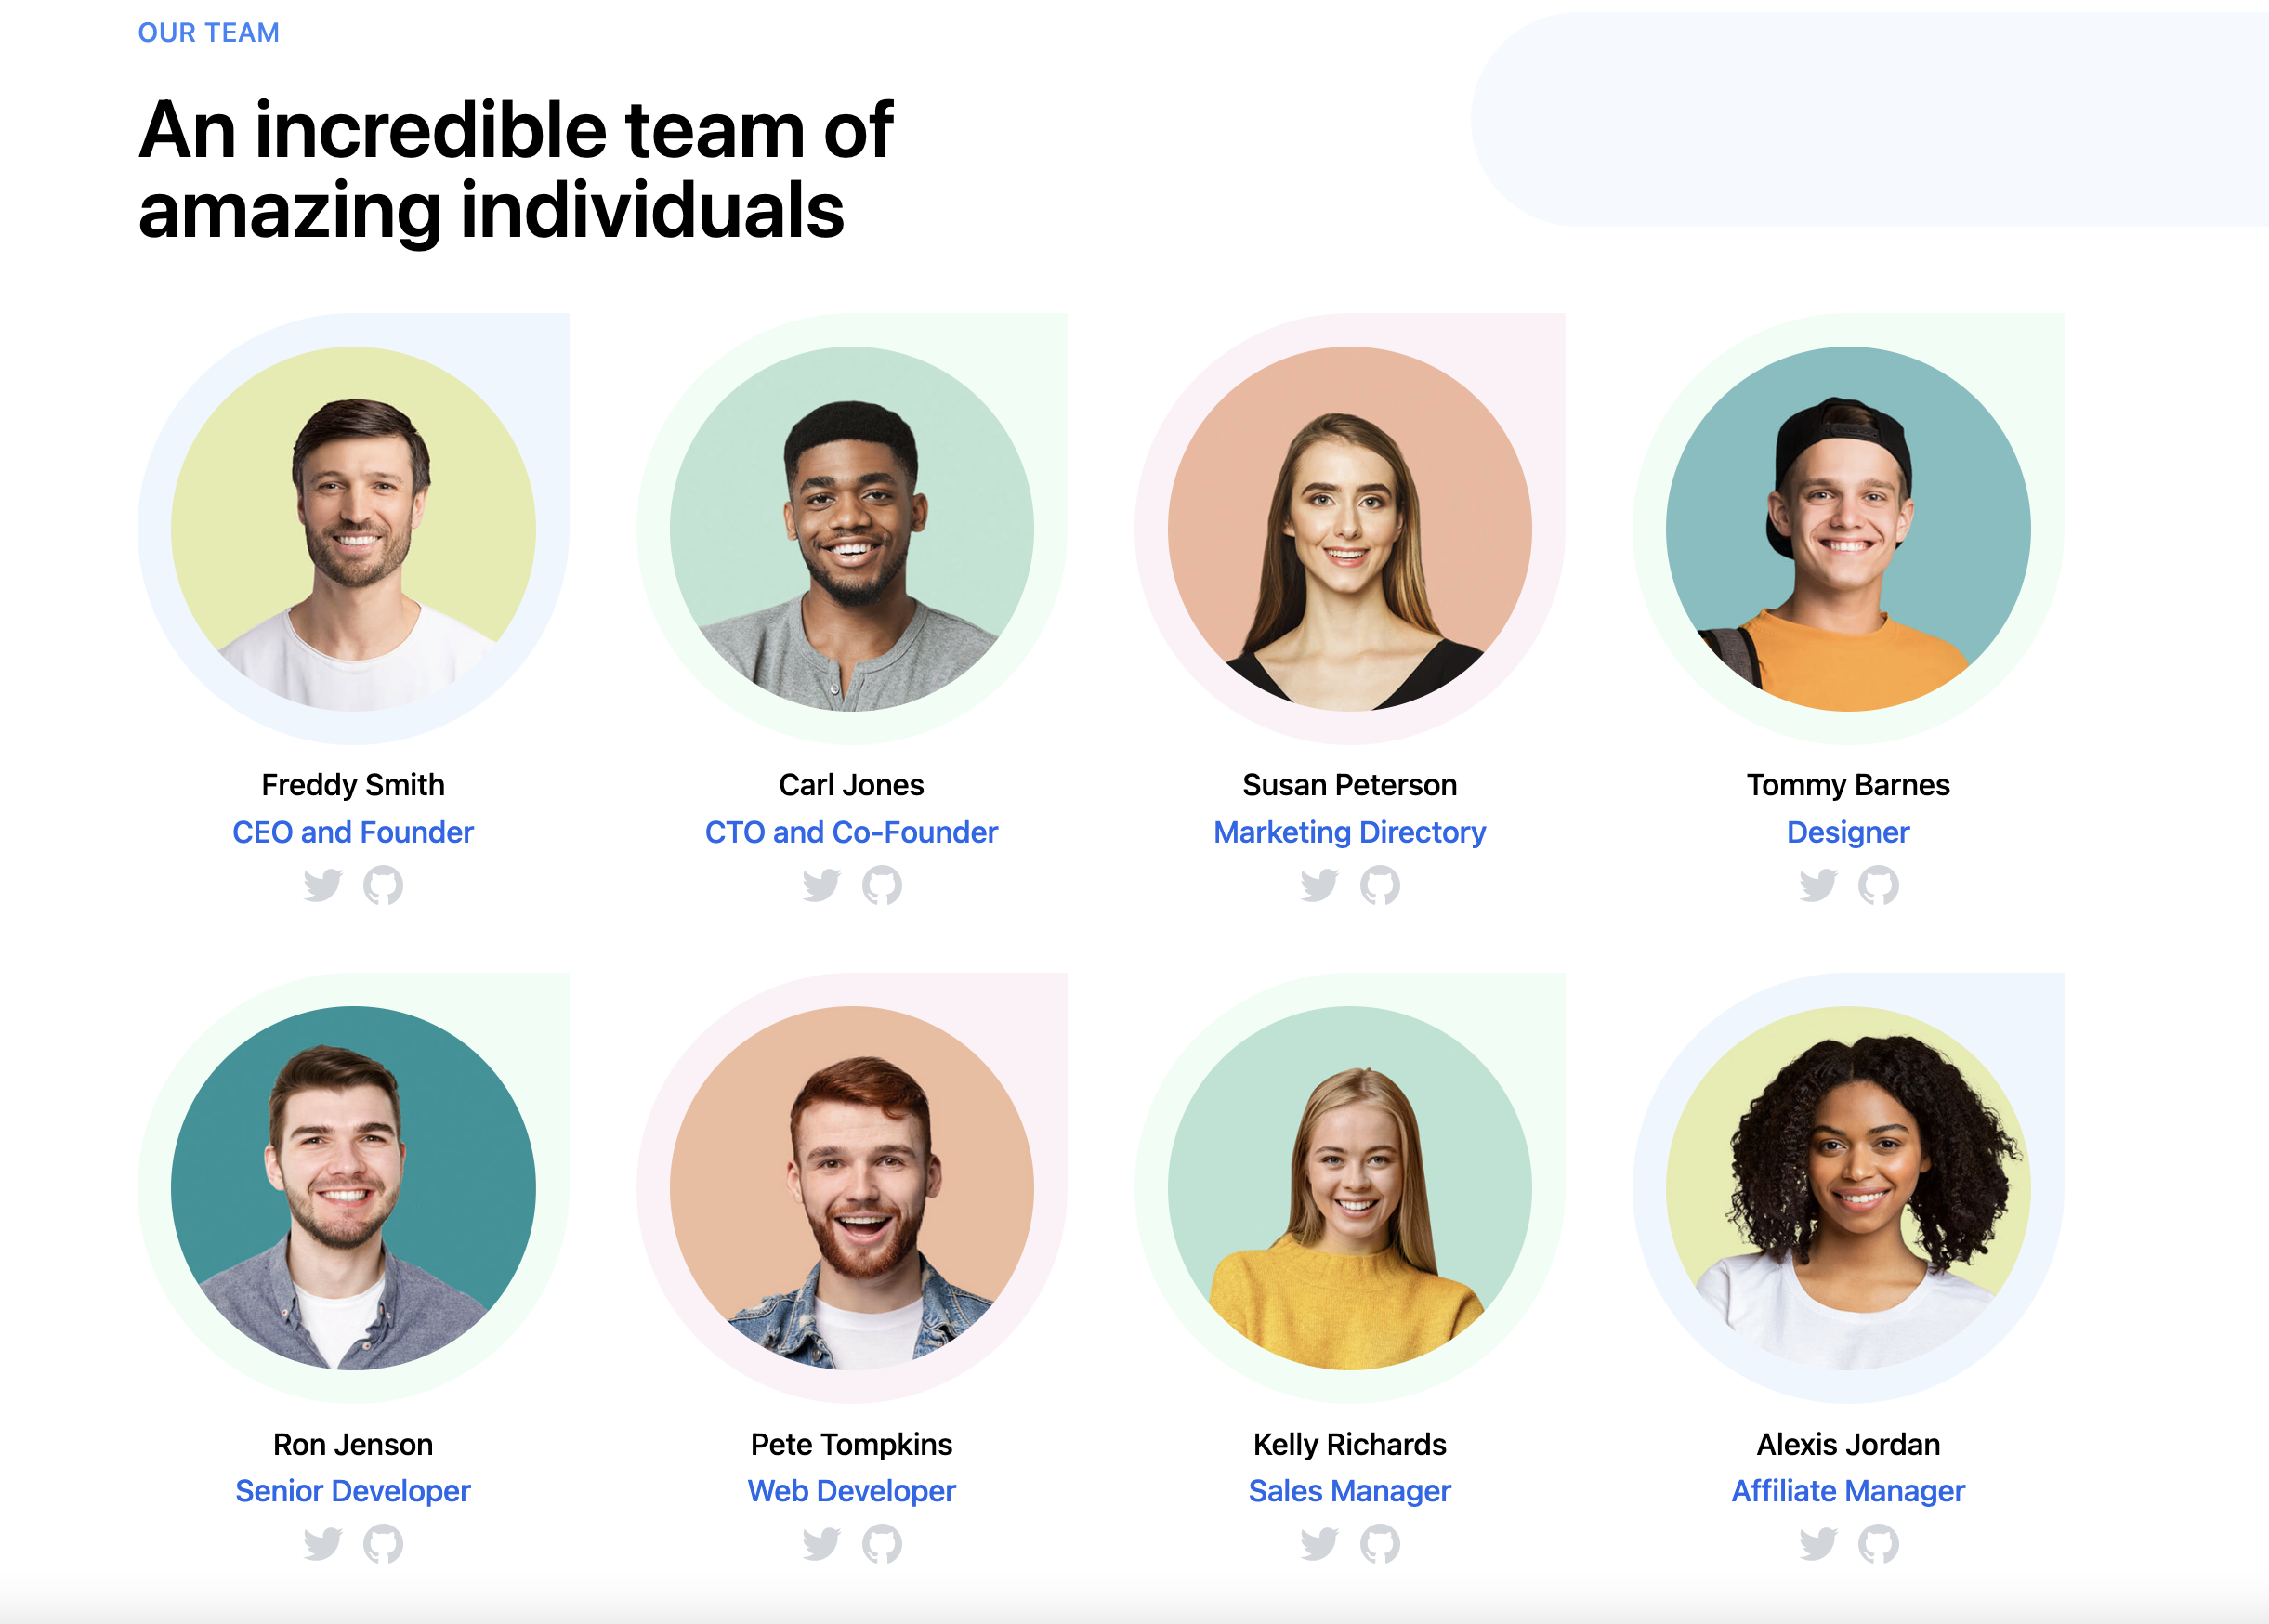 OUR TEAM
An incredible team of
amazing individuals
Freddy Smith
CEO and Founder
Carl Jones
CTO and Co-Founder
Susan Peterson
Marketing Directory
Tommy Barnes
Designer
Ron Jenson
Senior Developer
Pete Tompkins
Web Developer
Kelly Richards
Sales Manager
Alexis Jordan
Affiliate Manager